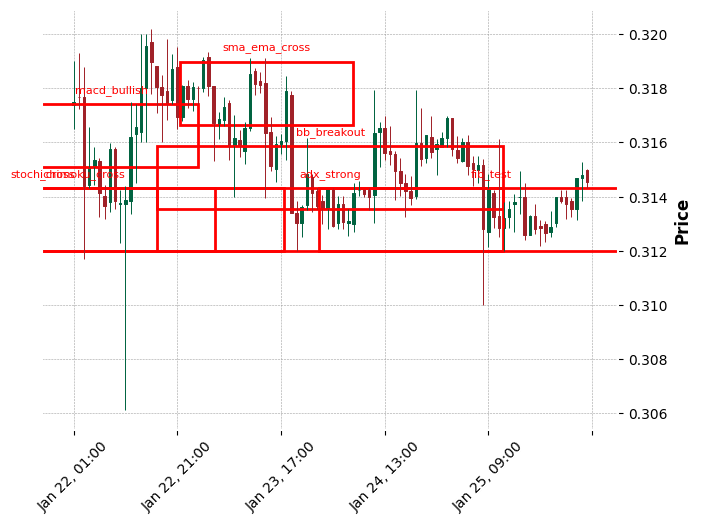 sma_ema_cross
macd_bullish
bb_breakout
adx_strong
fib_test
0.320
0.318
0.316
0.314
0.312
0.310
0.308
0.306
Price
Jan 22, 01:00
Jan 22, 21:00
Jan 23, 17:00
Jan 24, 13:00
Jan 25, 09:00